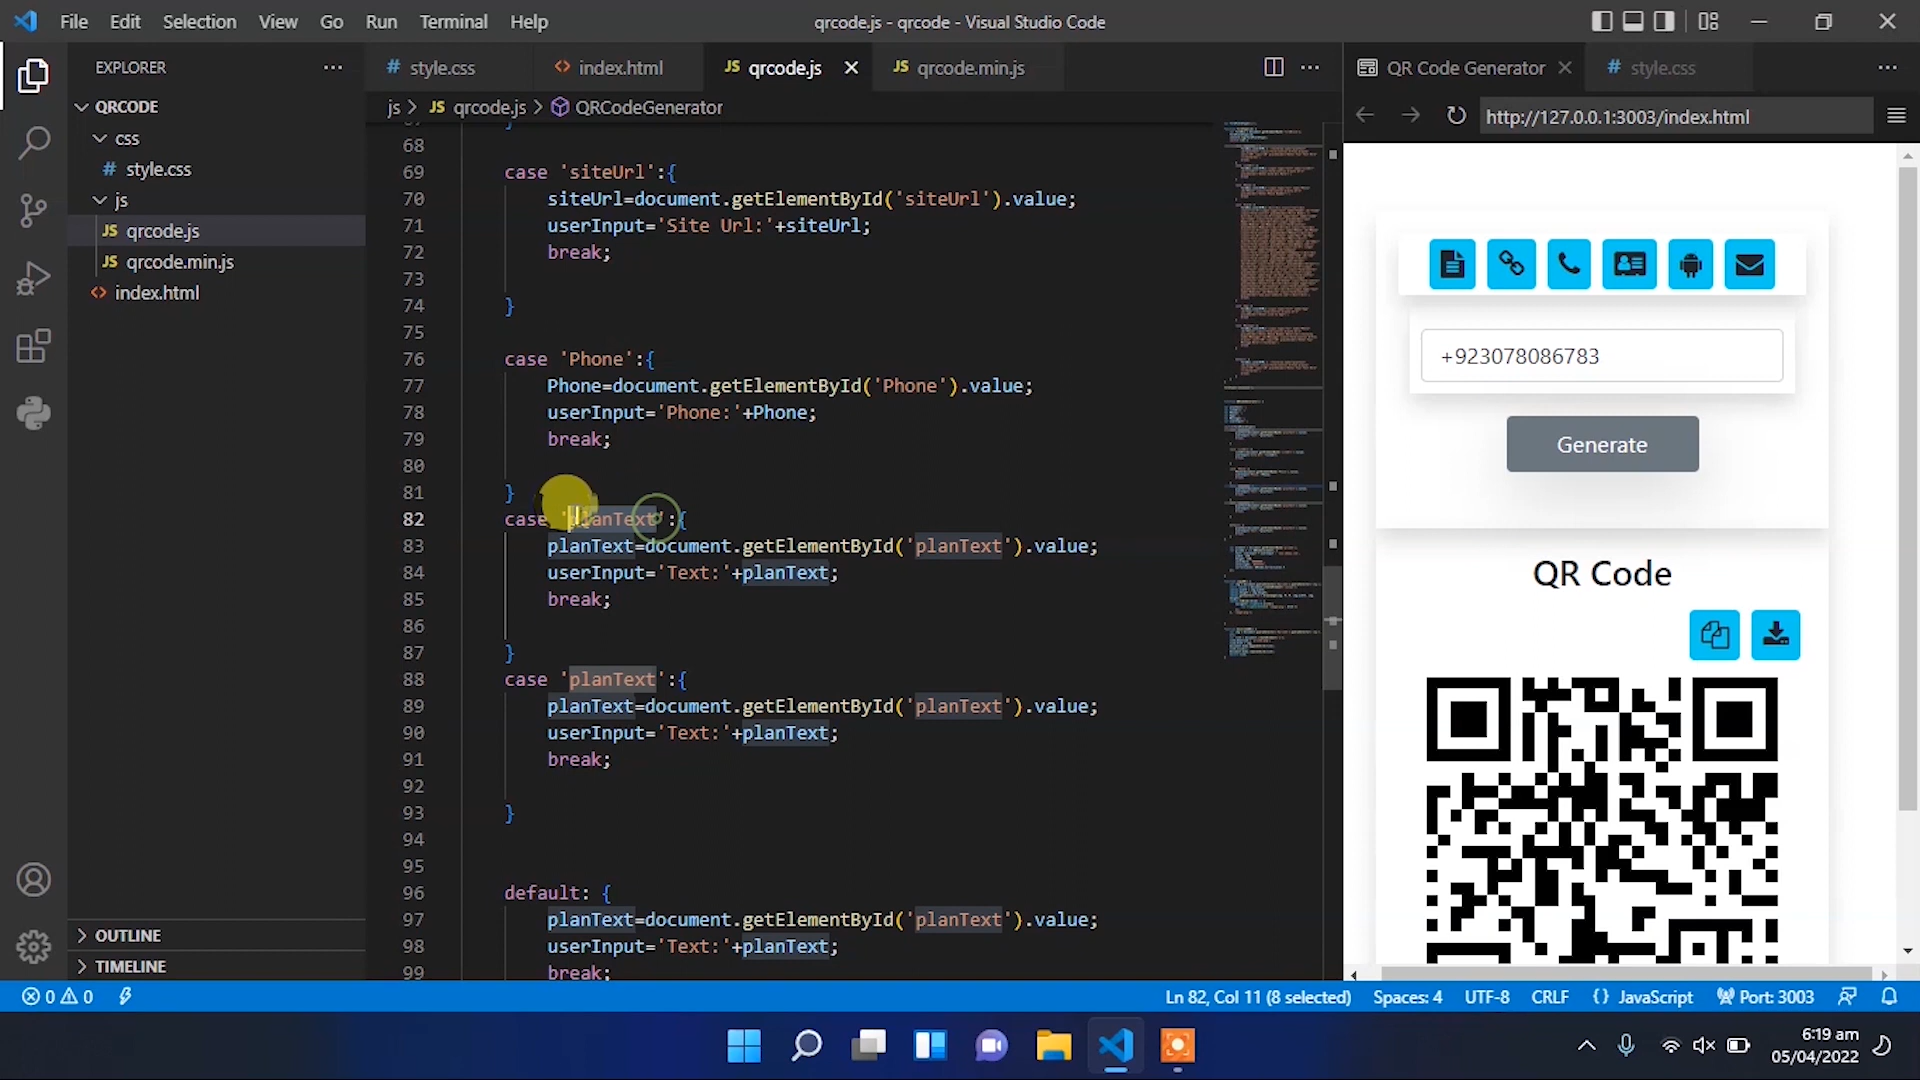 File Edit Selection View Go Run Terminal Help
qrcode.js - qrcode - Visual Studio Code
EXPLORER
QRCODE
css
# style.css
js
JS qrcode.js
JS qrcode.min.js
<> index.html
OUTLINE
TIMELINE
# style.css
<> index.html
JS qrcode.js
JS qrcode.min.js
js > JS qrcode.js > QRCodeGenerator
68
69 case 'siteUrl':{
70 siteUrl=document.getElementById('siteUrl').value;
71 userInput='Site Url:'+siteUrl;
72 break;
73
74 }
75
76 case 'Phone':{
77 Phone=document.getElementById('Phone').value;
78 userInput='Phone:'+Phone;
79 break;
80
81 }
82 case 'planText':{
83 planText=document.getElementById('planText').value;
84 userInput='Text:'+planText;
85 break;
86
87 }
88 case 'planText':{
89 planText=document.getElementById('planText').value;
90 userInput='Text:'+planText;
91 break;
92
93 }
94
95
96 default: {
97 planText=document.getElementById('planText').value;
98 userInput='Text:'+planText;
99 break;
QR Code Generator
# style.css
http://127.0.0.1:3003/index.html
+923078086783
Generate
QR Code
0 0
Ln 82, Col 11 (8 selected)
Spaces: 4
UTF-8
CRLF
{} JavaScript
Port: 3003
6:19 am
05/04/2022